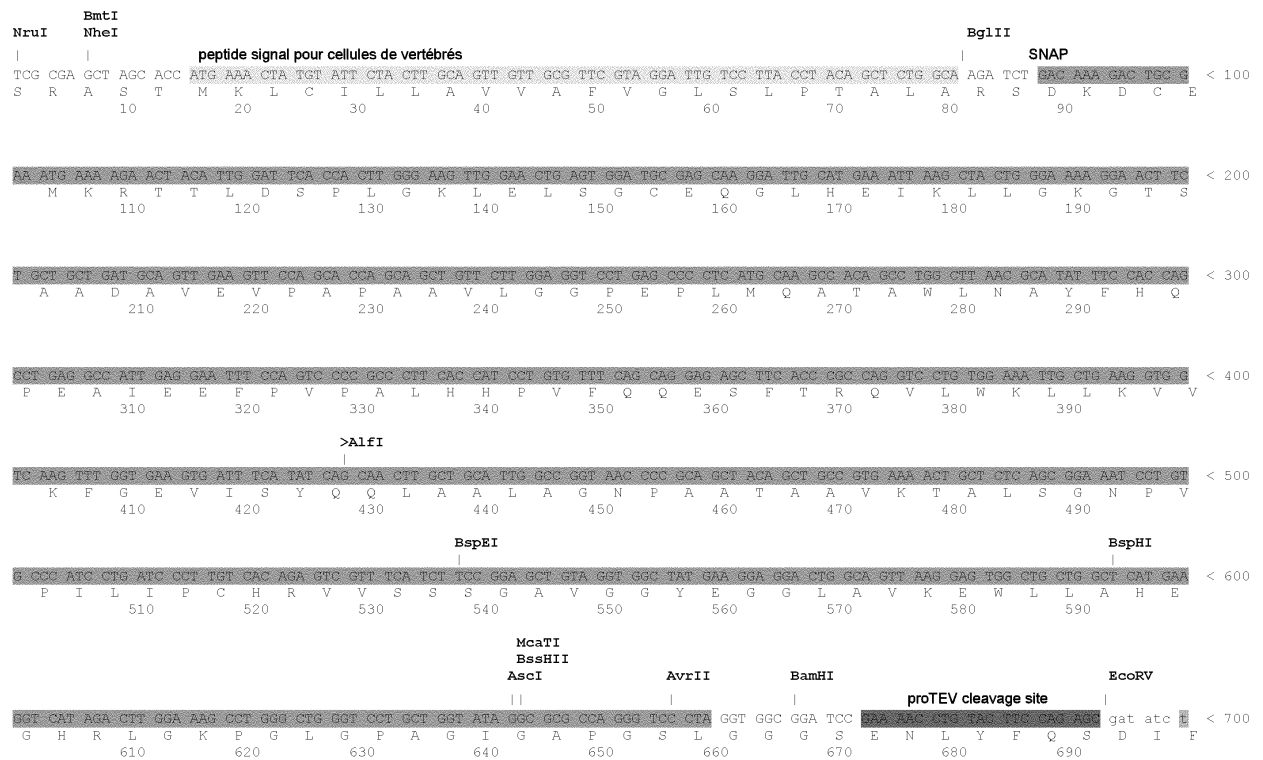 BmtI
NruI NheI BglII
peptide signal pour cellules de vertébrés SNAP
TCG CGA GCT AGC ACC ATG AAA CTA TGT ATT CTA CTT GCA GTT GTT GCG TTC GTA GGA TTG TCC TTA CCT ACA GCT CTG GCA AGA TCT GAC AAA GAC TGC G < 100
S R A S T M K L C I L L A V V A F V G L S L P T A L A R S D K D C E
10 20 30 40 50 60 70 80 90
AA ATG AAA AGA ACT ACA TTG GAT TCA CCA CTT GGG AAG TTG GAA CTG AGT GGA TGC GAG CAA GGA TTG CAT GAA ATT AAG CTA CTG GGA AAA GGA ACT TC < 200
M K R T T L D S P L G K L E L S G C E Q G L H E I K L L G K G T S
110 120 130 140 150 160 170 180 190
T GCT GCT GAT GCA GTT GAA GTT CCA GCA CCA GCA GCT GTT CTT GGA GGT CCT GAG CCC CTC ATG CAA GCC ACA GCC TGG CTT AAC GCA TAT TTC CAC CAG < 300
A A D A V E V P A P A A V L G G P E P L M Q A T A W L N A Y F H Q
210 220 230 240 250 260 270 280 290
CCT GAG GCC ATT GAG GAA TTT CCA GTC CCC GCC CTT CAC CAT CCT GTG TTT CAG CAG GAG AGC TTC ACC CGC CAG GTC CTG TGG AAA TTG CTG AAG GTG G < 400
P E A I E E F P V P A L H H P V F Q Q E S F T R Q V L W K L L K V V
310 320 330 340 350 360 370 380 390
>AlfI
TC AAG TTT GGT GAA GTG ATT TCA TAT CAG CAA CTT GCT GCA TTG GCC GGT AAC CCC GCA GCT ACA GCT GCC GTG AAA ACT GCT CTC AGC GGA AAT CCT GT < 500
K F G E V I S Y Q Q L A A L A G N P A A T A A V K T A L S G N P V
410 420 430 440 450 460 470 480 490
BspEI BspHI
G CCC ATC CTG ATC CCT TGT CAC AGA GTC GTT TCA TCT TCC GGA GCT GTA GGT GGC TAT GAA GGA GGA CTG GCA GTT AAG GAG TGG CTG CTG GCT CAT GAA < 600
P I L I P C H R V V S S S G A V G G Y E G G L A V K E W L L A H E
510 520 530 540 550 560 570 580 590
McaTI
BssHII
AscI AvrII BamHI EcoRV
proTEV cleavage site
GGT CAT AGA CTT GGA AAG CCT GGG CTG GGT CCT GCT GGT ATA GGC GCG CCA GGG TCC CTA GGT GGC GGA TCC GAA AAC CTG TAC TTC CAG AGC gat atc t < 700
G H R L G K P G L G P A G I G A P G S L G G G S E N L Y F Q S D I F
610 620 630 640 650 660 670 680 690